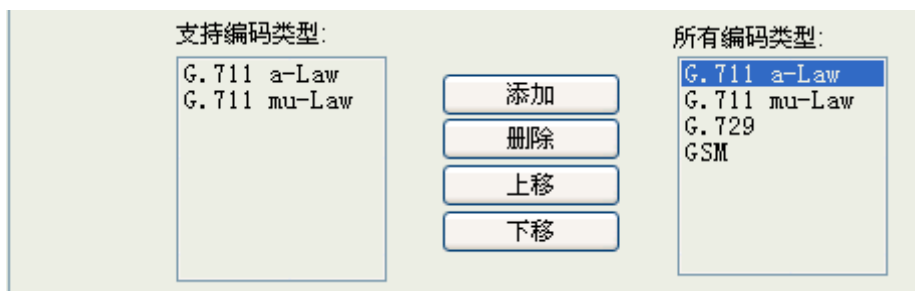 支持编码类型:
G.711 a-Law
G.711 mu-Law
添加
删除
上移
下移
所有编码类型:
G.711 a-Law
G.711 mu-Law
G.729
GSM